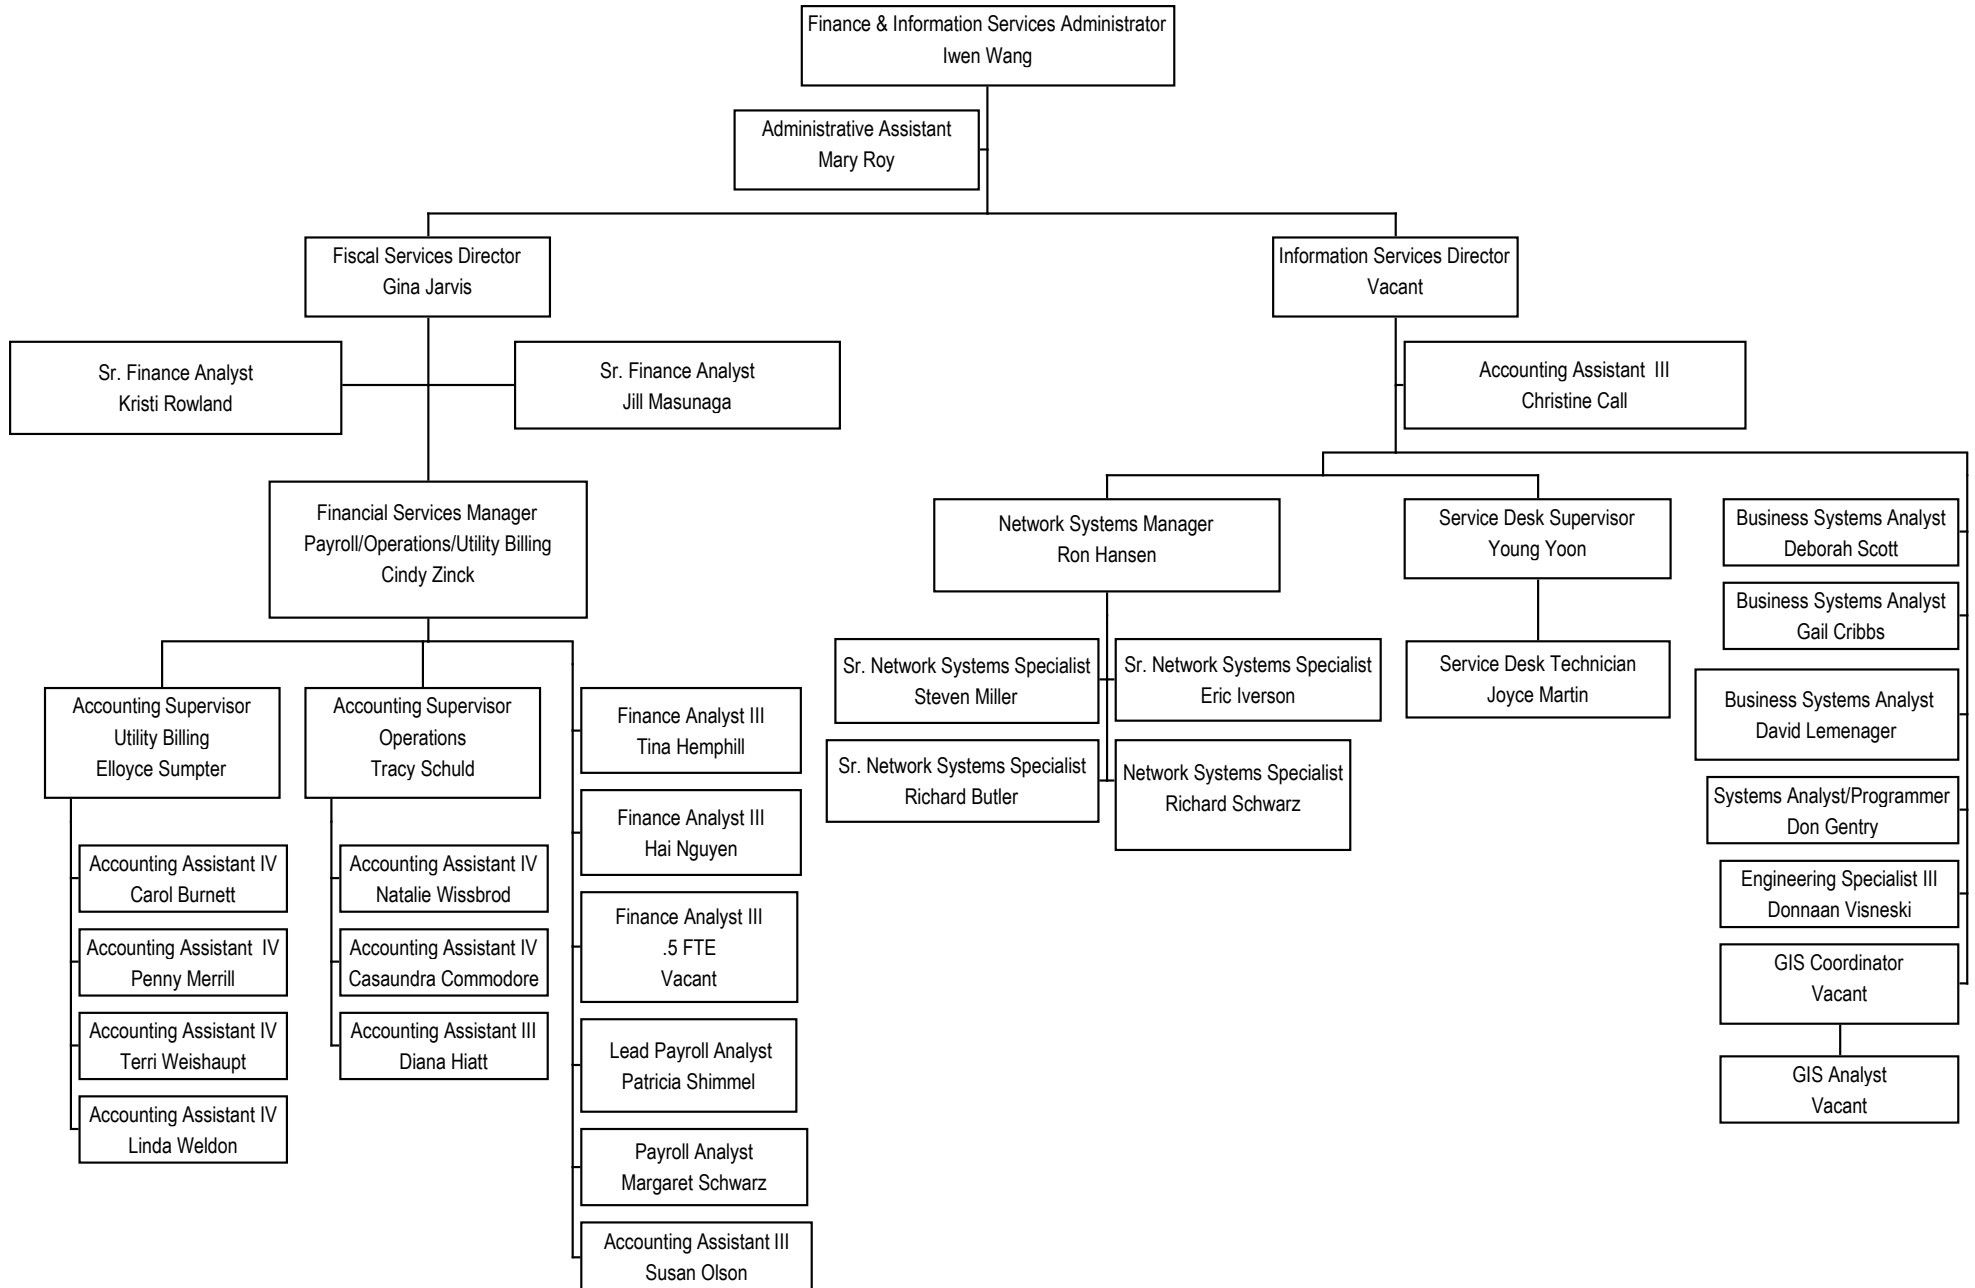 Finance & Information Services Administrator
Iwen Wang
Administrative Assistant
Mary Roy
Fiscal Services Director
Gina Jarvis
Information Services Director
Vacant
Sr. Finance Analyst
Kristi Rowland
Sr. Finance Analyst
Jill Masunaga
Accounting Assistant III
Christine Call
Financial Services Manager
Payroll/Operations/Utility Billing
Cindy Zinck
Accounting Supervisor
Utility Billing
Elloyce Sumpter
Accounting Assistant IV
Carol Burnett
Accounting Assistant IV
Penny Merrill
Accounting Assistant IV
Terri Weishaupt
Accounting Assistant IV
Linda Weldon
Accounting Supervisor
Operations
Tracy Schuld
Accounting Assistant IV
Natalie Wissbrod
Accounting Assistant IV
Casaundra Commodore
Accounting Assistant III
Diana Hiatt
Finance Analyst III
Tina Hemphill
Finance Analyst III
Hai Nguyen
Finance Analyst III
.5 FTE
Vacant
Lead Payroll Analyst
Patricia Shimmel
Payroll Analyst
Margaret Schwarz
Accounting Assistant III
Susan Olson
Network Systems Manager
Ron Hansen
Sr. Network Systems Specialist
Steven Miller
Sr. Network Systems Specialist
Eric Iverson
Sr. Network Systems Specialist
Richard Butler
Network Systems Specialist
Richard Schwarz
Service Desk Supervisor
Young Yoon
Service Desk Technician
Joyce Martin
Business Systems Analyst
Deborah Scott
Business Systems Analyst
Gail Cribbs
Business Systems Analyst
David Lemenager
Systems Analyst/Programmer
Don Gentry
Engineering Specialist III
Donnaan Visneski
GIS Coordinator
Vacant
GIS Analyst
Vacant